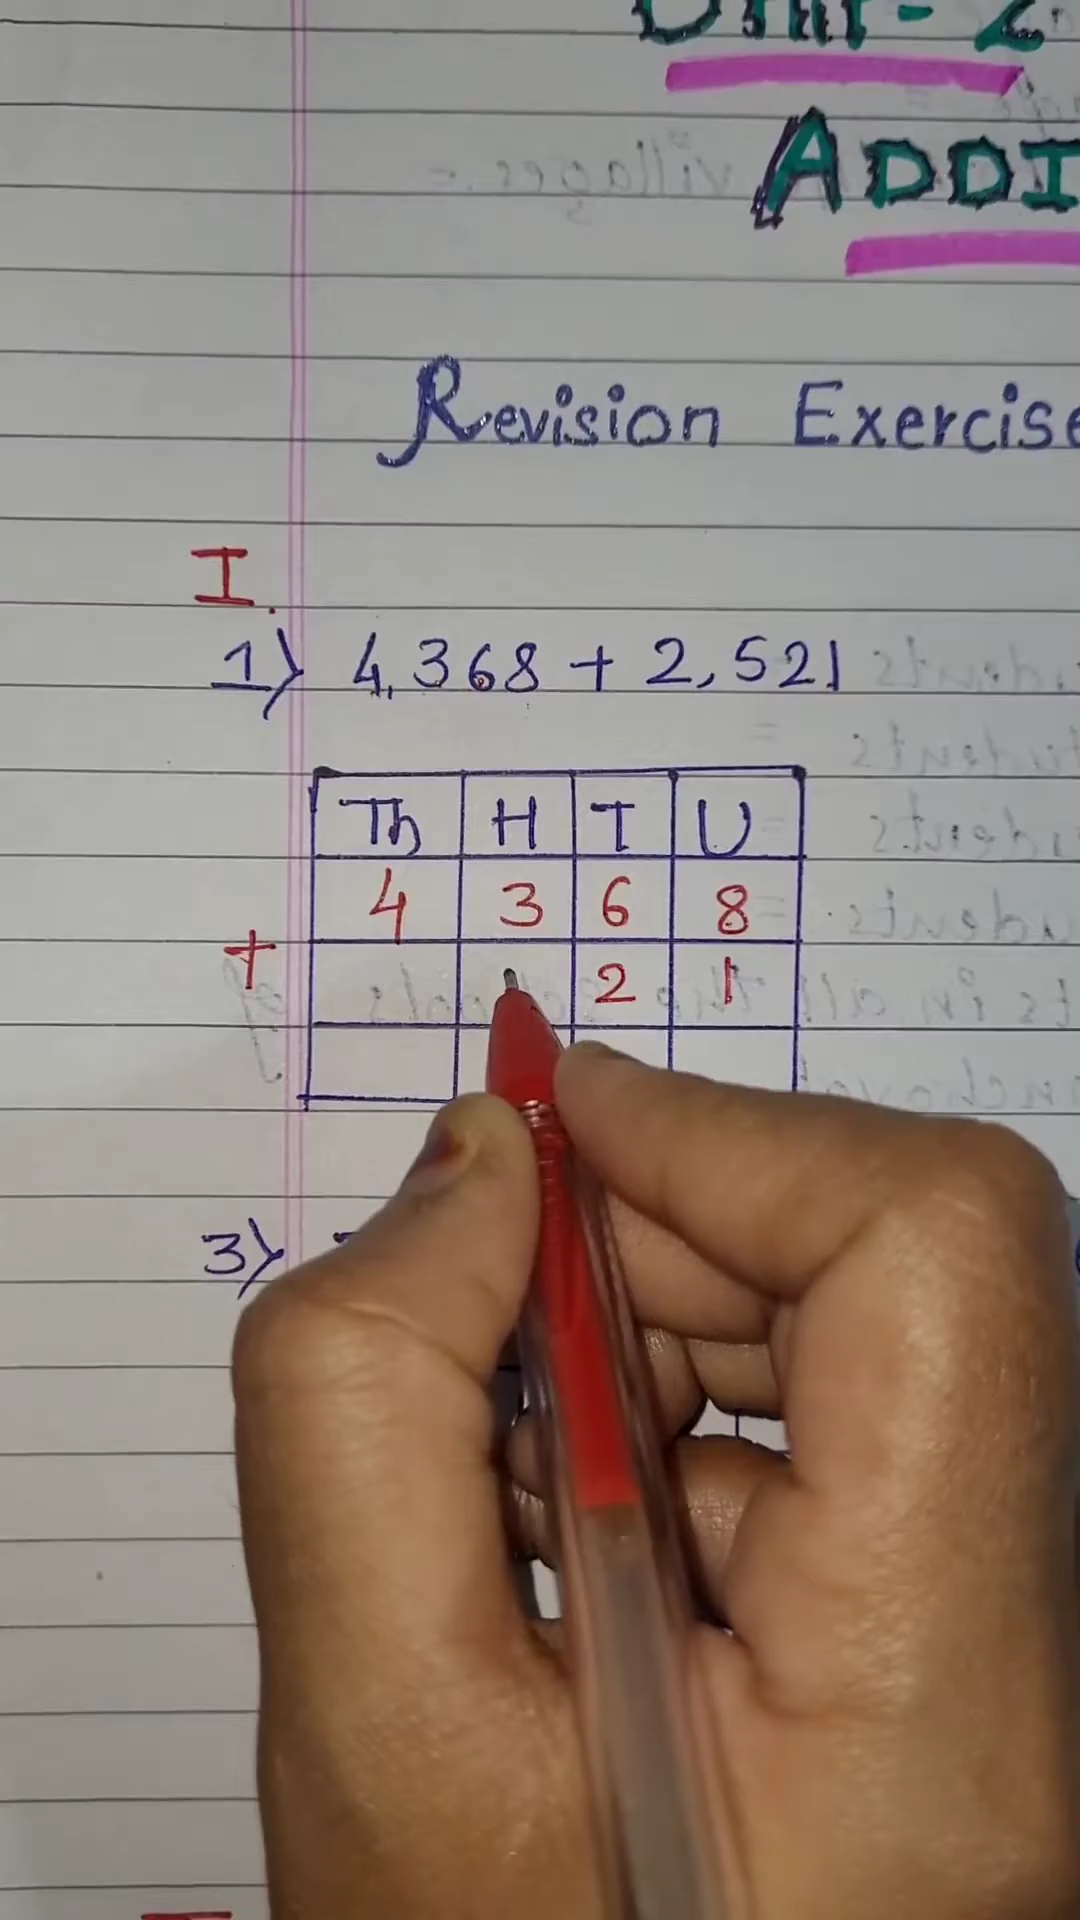 Unit-2
ADDI
Revision Exercise
I.
1) 4,368 + 2,521
Th H T U
4 3 6 8
+ 2 1
3)